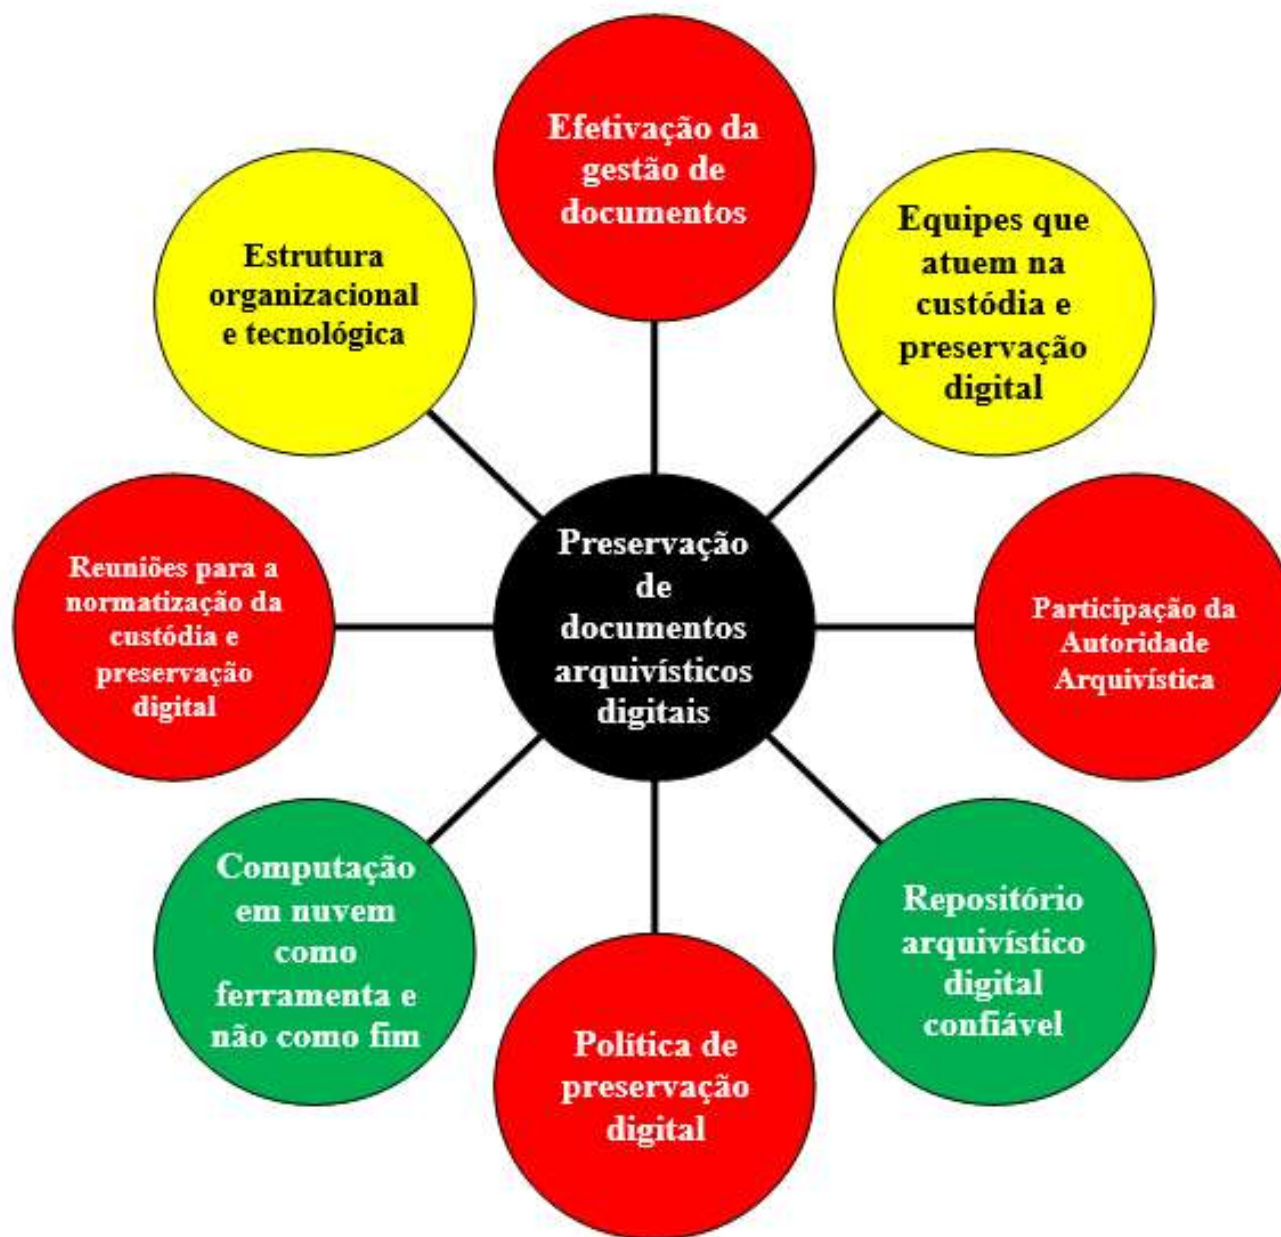 Efetivação da
gestão de
documentos
Equipes que
atuem na
custódia e
preservação
digital
Participação da
Autoridade
Arquivística
Repositório
arquivístico
digital
confiável
Política de
preservação
digital
Computação
em nuvem
como
ferramenta e
não como fim
Reuniões para a
normatização da
custódia e
preservação
digital
Estrutura
organizacional
e tecnológica
Preservação
de
documentos
arquivísticos
digitais